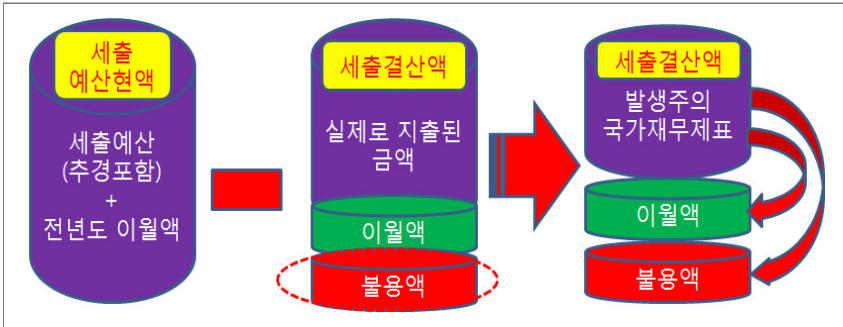 세출
예산현액
세출예산
(추경포함)
+
전년도 이월액
세출결산액
실제로 지출된
금액
이월액
불용액
세출결산액
발생주의
국가재무제표
이월액
불용액